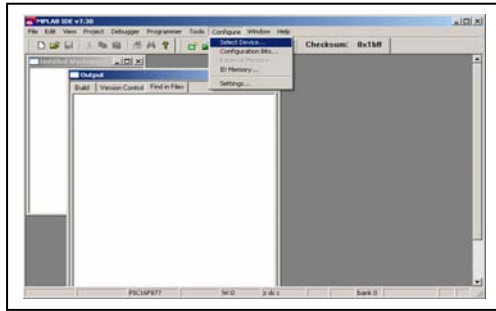 MPLAB IDE v7.30
File Edit View Project Debugger Programmer Tools Configure Window Help
Checksum: 0x1bff
Select Device...
Configuration Bits...
External Memory...
ID Memory...
Settings...
Untitled Workspace
Output
Build Version Control Find in Files
PIC16F877 W:0 z dc c bank 0